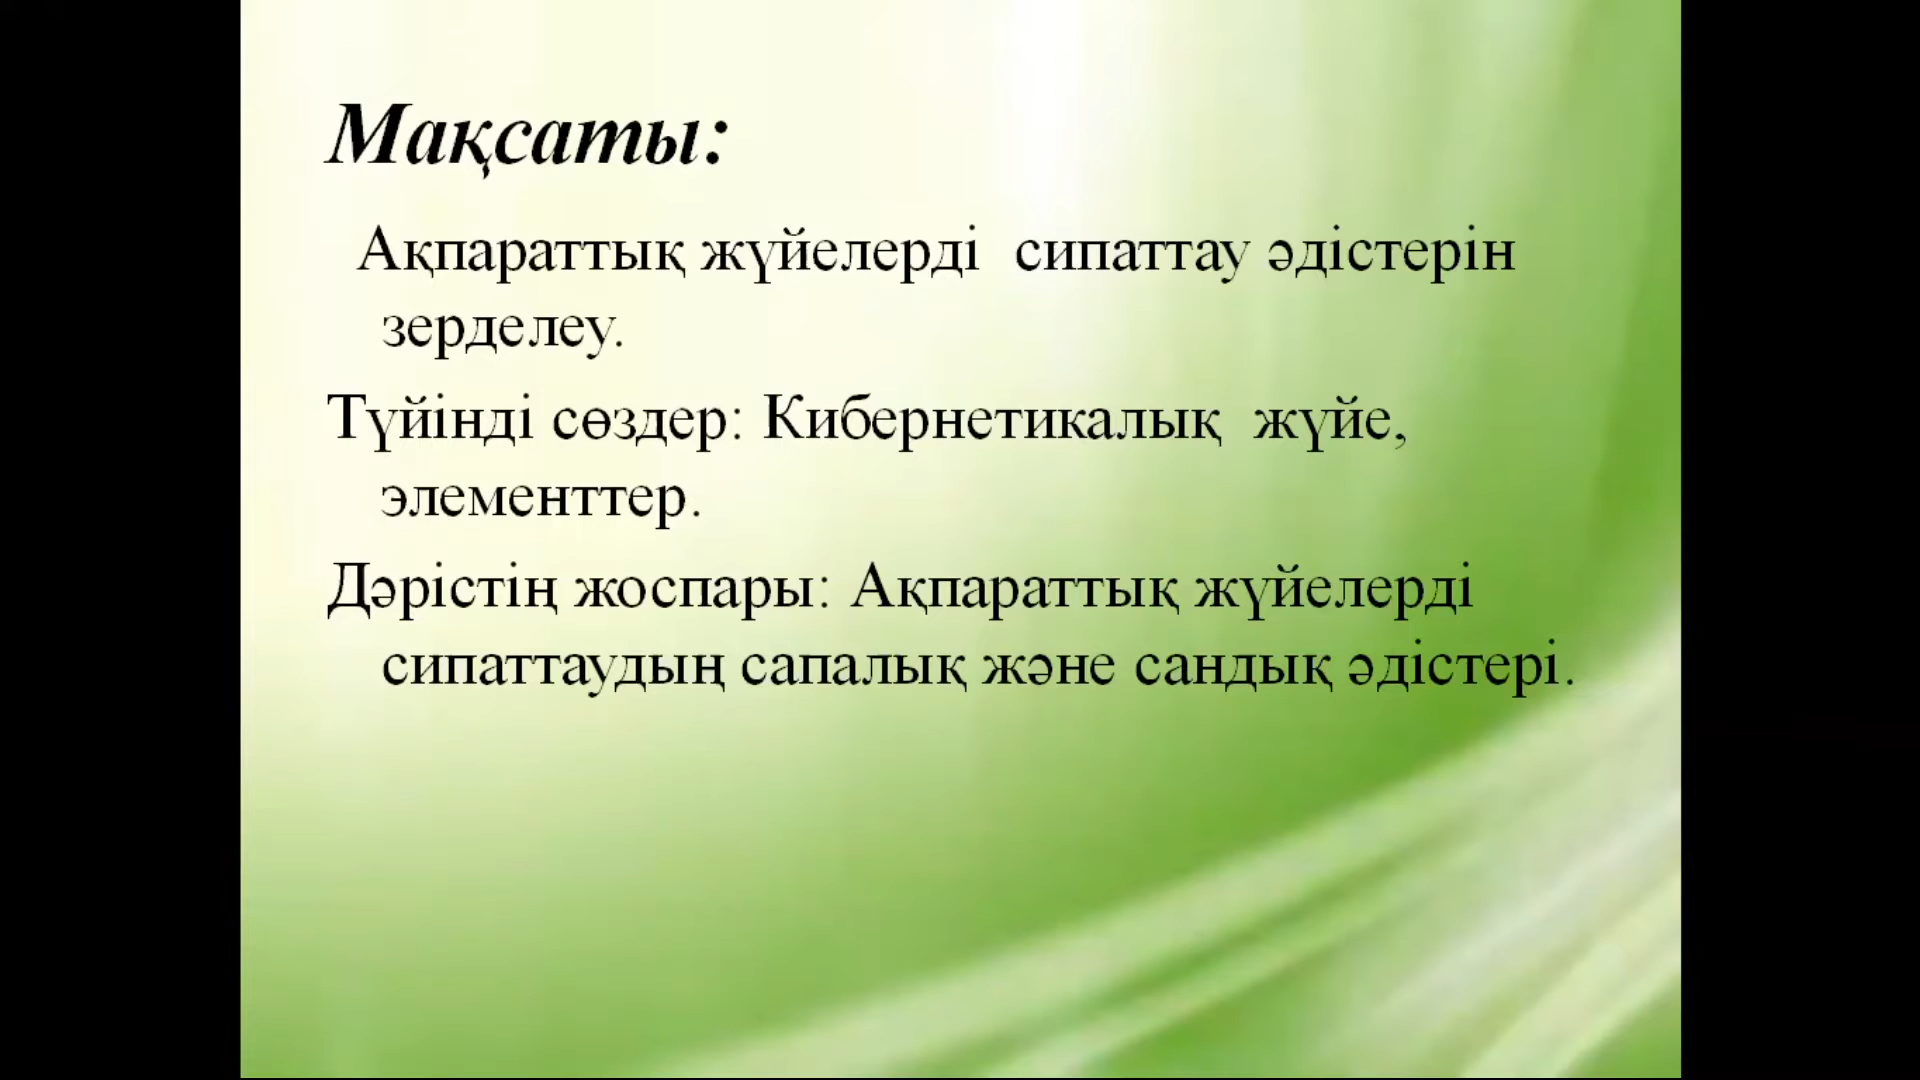 Мақсаты:
Ақпараттық жүйелерді сипаттау әдістерін
зерделеу.
Түйінді сөздер: Кибернетикалық жүйе,
элементтер.
Дәрістің жоспары: Ақпараттық жүйелерді
сипаттаудың сапалық және сандық әдістері.